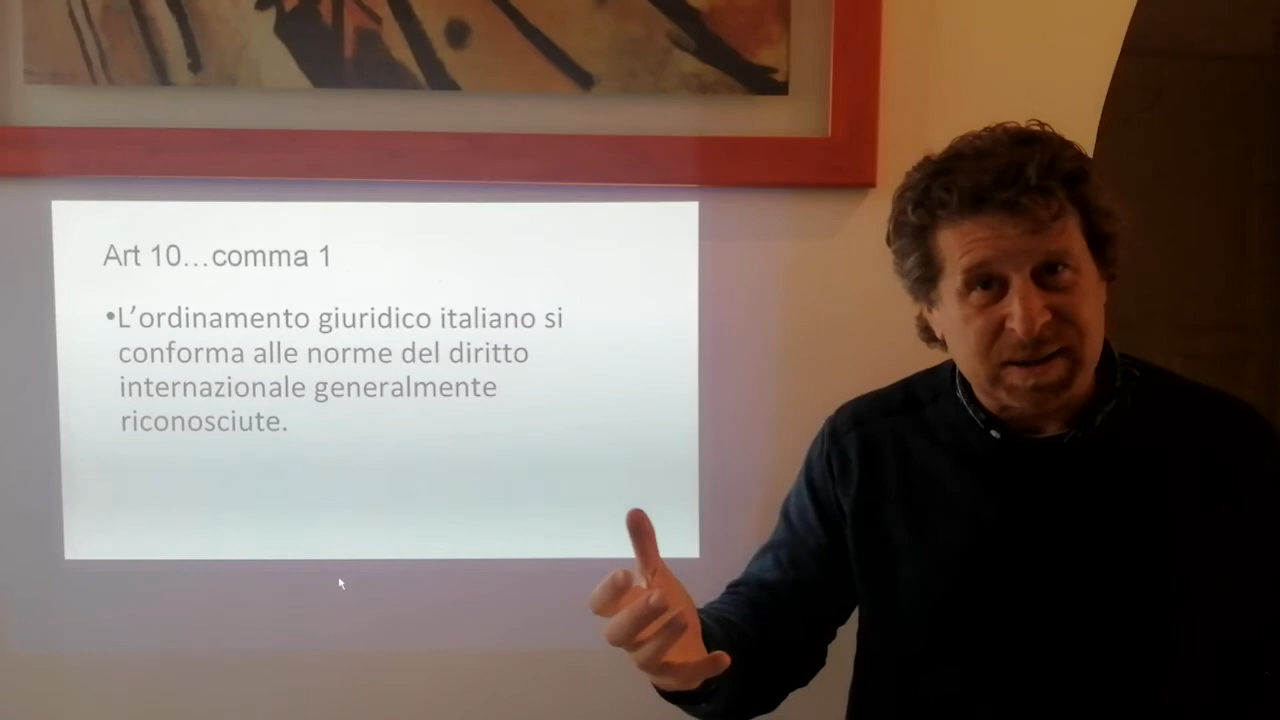 Art 10...comma 1
•L’ordinamento giuridico italiano si
conforma alle norme del diritto
internazionale generalmente
riconosciute.